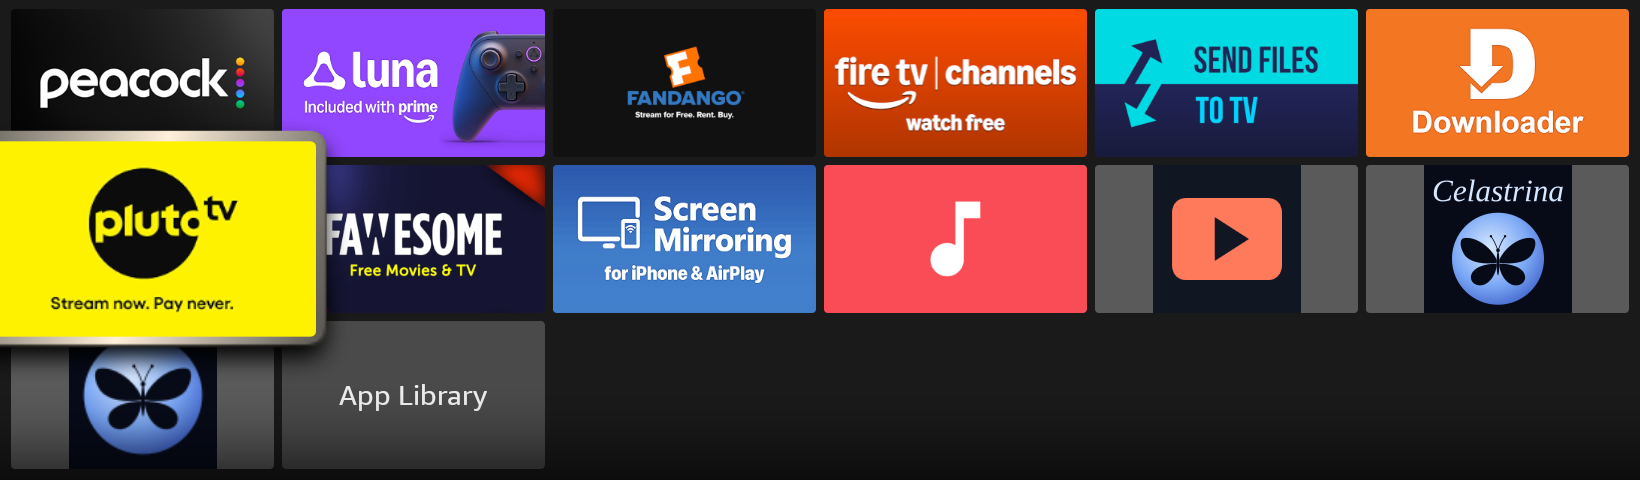 peacock
luna
Included with prime
FANDANGO
Stream for Free. Rent. Buy.
fire tv | channels
watch free
SEND FILES
TO TV
Downloader
pluto tv
Stream now. Pay never.
FAWESOME
Free Movies & TV
Screen
Mirroring
for iPhone & AirPlay
Celastrina
App Library